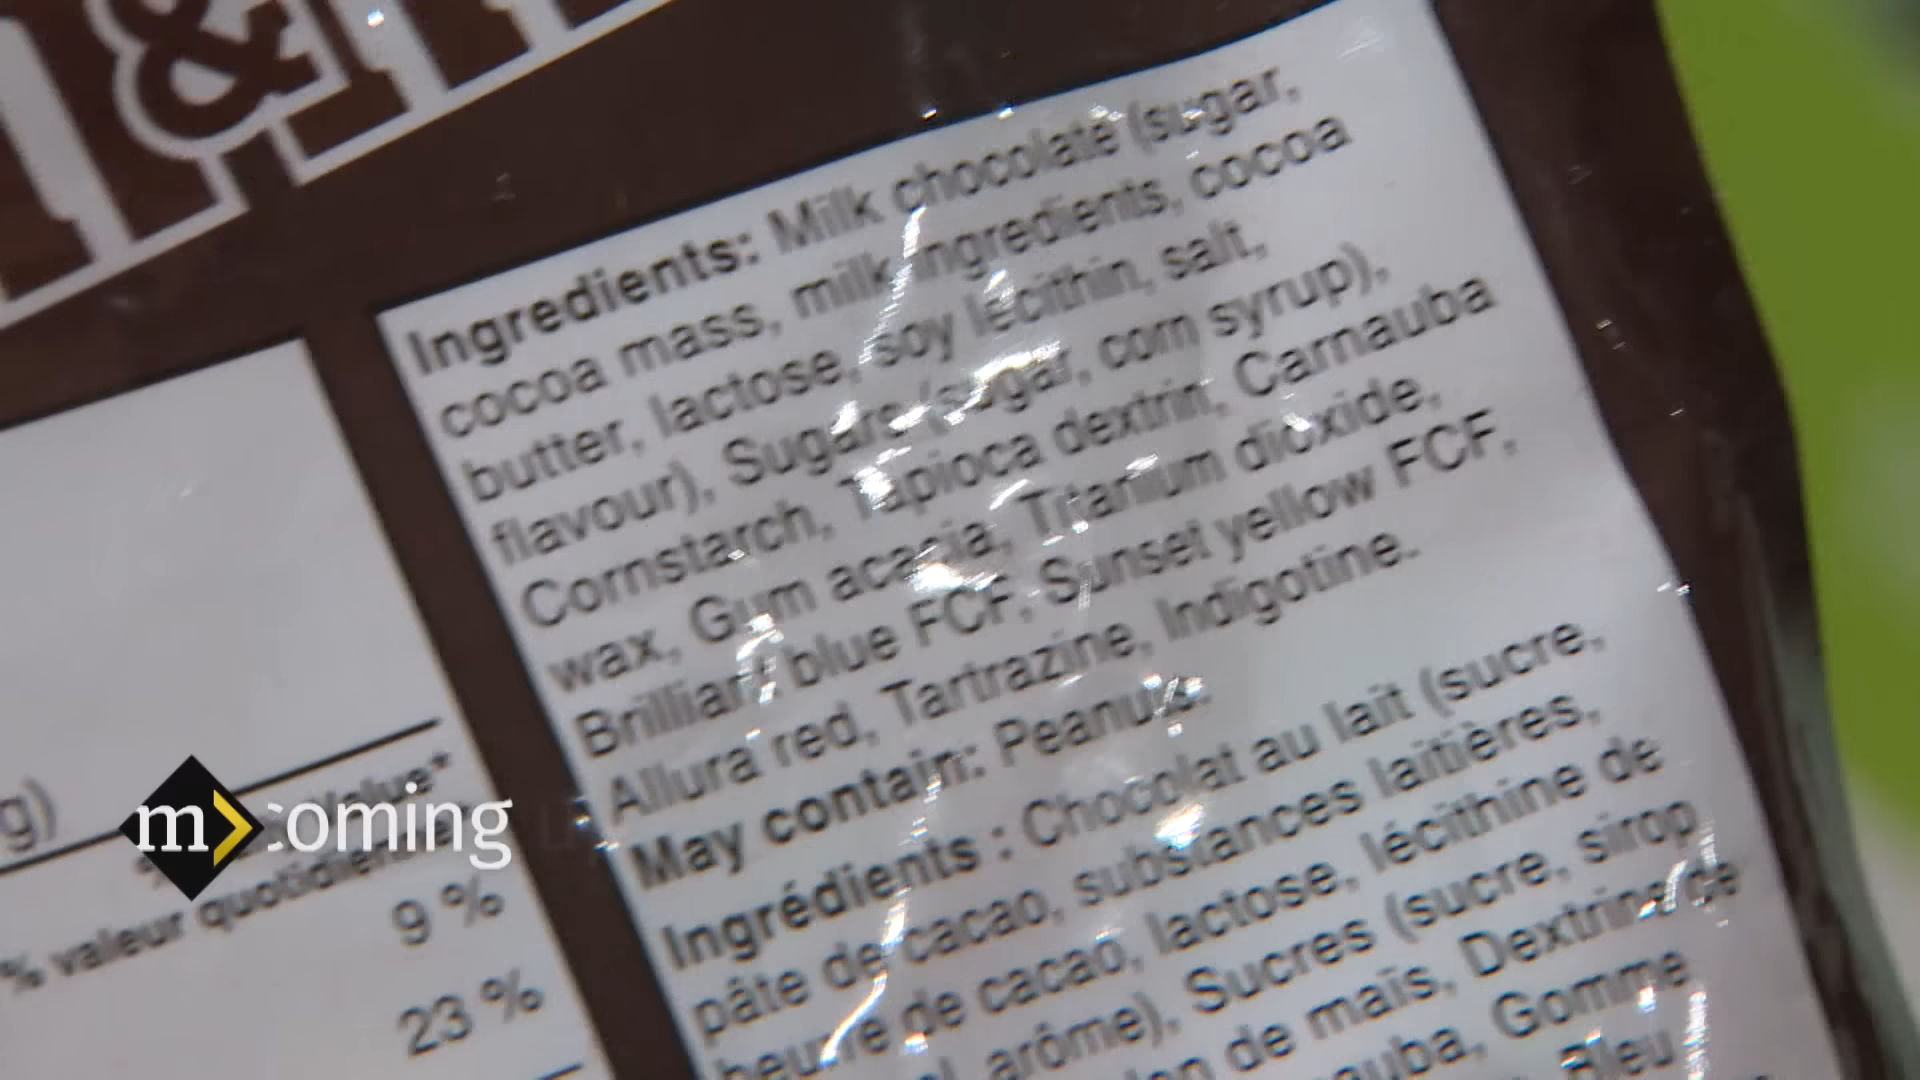 &
Ingredients: Milk chocolate (sugar,
cocoa mass, milk ingredients, cocoa
butter, lactose, soy lecithin, salt,
flavour), Sugars (sugar, corn syrup),
Cornstarch, Tapioca dextrin, Carnauba
wax, Gum acacia, Titanium dioxide,
Brilliant blue FCF, Sunset yellow FCF,
Allura red, Tartrazine, Indigotine.
May contain: Peanuts.
Ingrédients : Chocolat au lait (sucre,
pâte de cacao, substances laitières,
beurre de cacao, lactose, lécithine de
arôme), Sucres (sucre, sirop
de maïs, Dextrine de
Gomme
Bleu
g)
Value*
% valeur quotidienne
9 %
23 %
m> coming